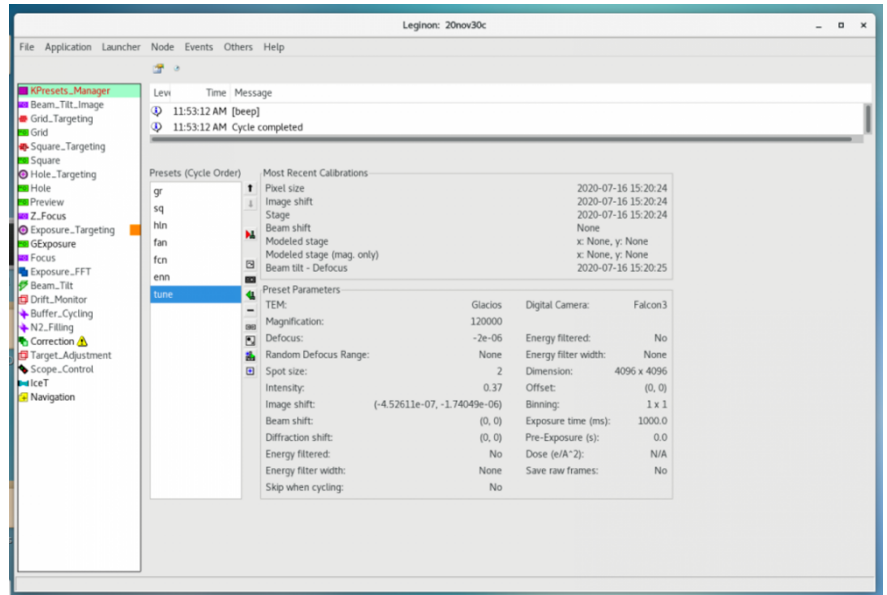 Leginon: 20nov30c
File Application Launcher Node Events Others Help
KPresets_Manager
Beam_Tilt_Image
Grid_Targeting
Grid
Square_Targeting
Square
Hole_Targeting
Hole
Preview
Z_Focus
Exposure_Targeting
GExposure
Focus
Exposure_FFT
Beam_Tilt
Drift_Monitor
Buffer_Cycling
N2_Filling
Correction
Target_Adjustment
Scope_Control
IceT
Navigation
Leve Time Message
11:53:12 AM [beep]
11:53:12 AM Cycle completed
Presets (Cycle Order)
gr
sq
hln
fan
fcn
enn
tune
Most Recent Calibrations
Pixel size 2020-07-16 15:20:24
Image shift 2020-07-16 15:20:24
Stage 2020-07-16 15:20:24
Beam shift None
Modeled stage x: None, y: None
Modeled stage (mag. only) x: None, y: None
Beam tilt - Defocus 2020-07-16 15:20:25
Preset Parameters
TEM: Glacios Digital Camera: Falcon3
Magnification: 120000
Defocus: -2e-06 Energy filtered: No
Random Defocus Range: None Energy filter width: None
Spot size: 2 Dimension: 4096 x 4096
Intensity: 0.37 Offset: (0, 0)
Image shift: (-4.52611e-07, -1.74049e-06) Binning: 1 x 1
Beam shift: (0, 0) Exposure time (ms): 1000.0
Diffraction shift: (0, 0) Pre-Exposure (s): 0.0
Energy filtered: No Dose (e/A^2): N/A
Energy filter width: None Save raw frames: No
Skip when cycling: No